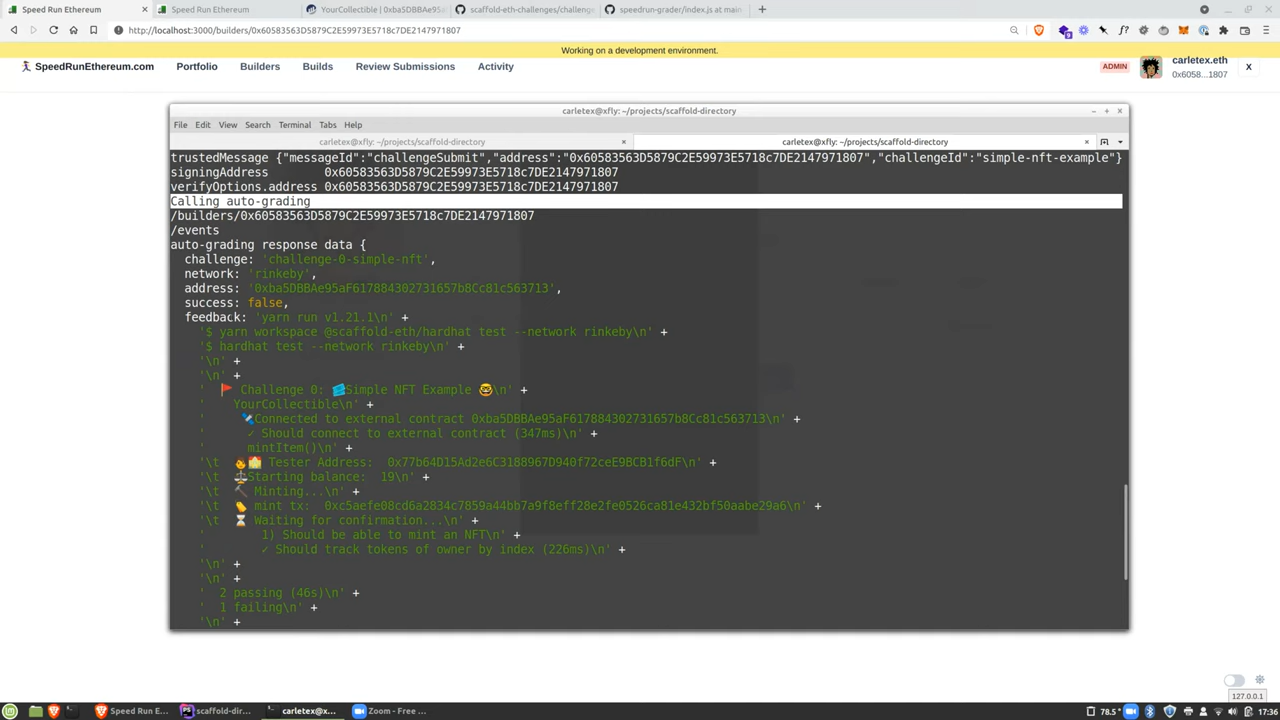 Speed Run Ethereum
Speed Run Ethereum
YourCollectible | 0xba5DBBAe95
scaffold-eth-challenges/challenge
speedrun-grader/index.js at main
http://localhost:3000/builders/0x60583563D5879C2E59973E5718c7DE2147971807
Working on a development environment.
SpeedRunEthereum.com Portfolio Builders Builds Review Submissions Activity
ADMIN
carletex.eth
0x6058...1807
X
carletex@xfly: ~/projects/scaffold-directory
File Edit View Search Terminal Tabs Help
carletex@xfly: ~/projects/scaffold-directory
carletex@xfly: ~/projects/scaffold-directory
trustedMessage {"messageId":"challengeSubmit","address":"0x60583563D5879C2E59973E5718c7DE2147971807","challengeId":"simple-nft-example"}
signingAddress 0x60583563D5879C2E59973E5718c7DE2147971807
verifyOptions.address 0x60583563D5879C2E59973E5718c7DE2147971807
Calling auto-grading
/builders/0x60583563D5879C2E59973E5718c7DE2147971807
/events
auto-grading response data {
challenge: 'challenge-0-simple-nft',
network: 'rinkeby',
address: '0xba5DBBAe95aF617884302731657b8Cc81c563713',
success: false,
feedback: 'yarn run v1.21.1\n' +
'$ yarn workspace @scaffold-eth/hardhat test --network rinkeby\n' +
'$ hardhat test --network rinkeby\n' +
'\n' +
'\n' +
' 🚩 Challenge 0: 🎟Simple NFT Example 🤓\n' +
' YourCollectible\n' +
' 🛰Connected to external contract 0xba5DBBAe95aF617884302731657b8Cc81c563713\n' +
' ✓ Should connect to external contract (347ms)\n' +
' mintItem()\n' +
'\t 🧑‍🏫 Tester Address: 0x77b64D15Ad2e6C3188967D940f72ceE9BCB1f6dF\n' +
'\t ⚖Starting balance: 19\n' +
'\t 🔨 Minting...\n' +
'\t 🏷 mint tx: 0xc5aefe08cd6a2834c7859a44bb7a9f8eff28e2fe0526ca81e432bf50aabe29a6\n' +
'\t ⏳ Waiting for confirmation...\n' +
' 1) Should be able to mint an NFT\n' +
' ✓ Should track tokens of owner by index (226ms)\n' +
'\n' +
'\n' +
' 2 passing (46s)\n' +
' 1 failing\n' +
'\n' +
127.0.0.1
Speed Run E...
scaffold-dir...
carletex@x...
Zoom - Free ...
78.5°
17:36